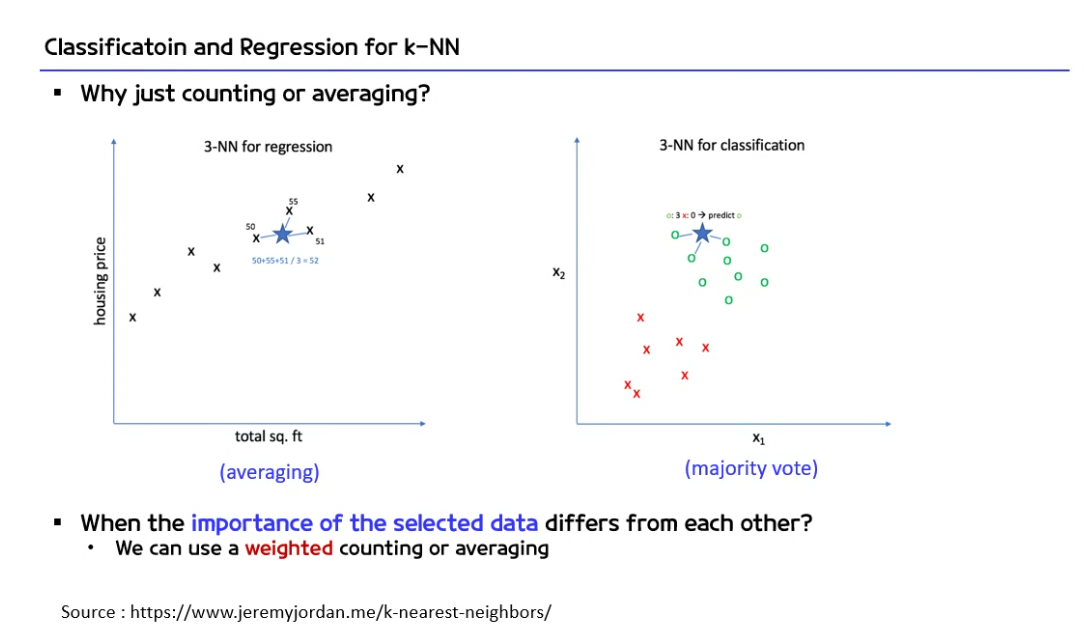 Classificatoin and Regression for k-NN
▪ Why just counting or averaging?
3-NN for regression
housing price
x
x
x
x
50
x
55
x
x
51
50+55+51 / 3 = 52
x
x
total sq. ft
(averaging)
3-NN for classification
o: 3 x: 0 → predict o
x₂
o
o
o
o
o
o
o
o
o
x
x
x
x
x
x
x
x₁
(majority vote)
▪ When the importance of the selected data differs from each other?
• We can use a weighted counting or averaging
Source : https://www.jeremyjordan.me/k-nearest-neighbors/